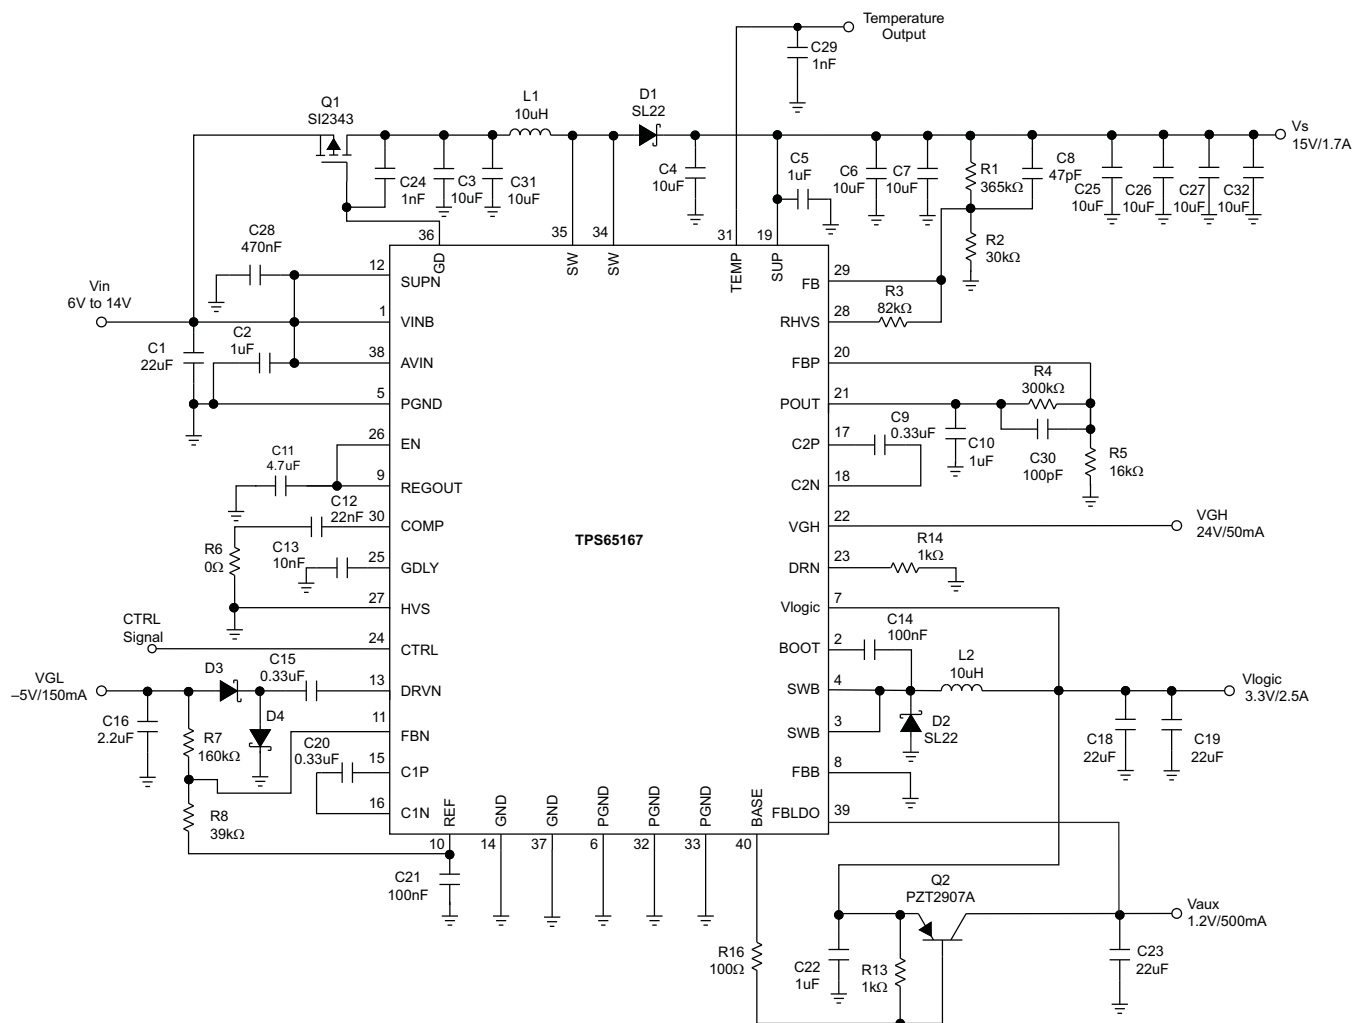 Temperature
Output
C29
1nF
Q1
SI2343
L1
10uH
D1
SL22
Vs
15V/1.7A
C24
1nF
C3
10uF
C31
10uF
C4
10uF
C5
1uF
C6
10uF
C7
10uF
R1
365kΩ
C8
47pF
C25
10uF
C26
10uF
C27
10uF
C32
10uF
R2
30kΩ
C28
470nF
36
GD
35
SW
34
SW
31
TEMP
19
SUP
Vin
6V to 14V
C1
22uF
C2
1uF
12
SUPN
1
VINB
38
AVIN
5
PGND
26
EN
9
REGOUT
30
COMP
25
GDLY
27
HVS
24
CTRL
13
DRVN
11
FBN
15
C1P
16
C1N
C11
4.7uF
C12
22nF
R6
0Ω
C13
10nF
CTRL
Signal
VGL
–5V/150mA
D3
C15
0.33uF
D4
C16
2.2uF
R7
160kΩ
C20
0.33uF
R8
39kΩ
TPS65167
FB
29
RHVS
28
R3
82kΩ
FBP
20
POUT
21
R4
300kΩ
C2P
17
C9
0.33uF
C10
1uF
C30
100pF
R5
16kΩ
C2N
18
VGH
22
VGH
24V/50mA
DRN
23
R14
1kΩ
Vlogic
7
BOOT
2
C14
100nF
SWB
4
L2
10uH
Vlogic
3.3V/2.5A
SWB
3
D2
SL22
C18
22uF
C19
22uF
FBB
8
FBLDO
39
REF
10
GND
14
GND
37
PGND
6
PGND
32
PGND
33
BASE
40
C21
100nF
Q2
PZT2907A
Vaux
1.2V/500mA
R16
100Ω
C22
1uF
R13
1kΩ
C23
22uF